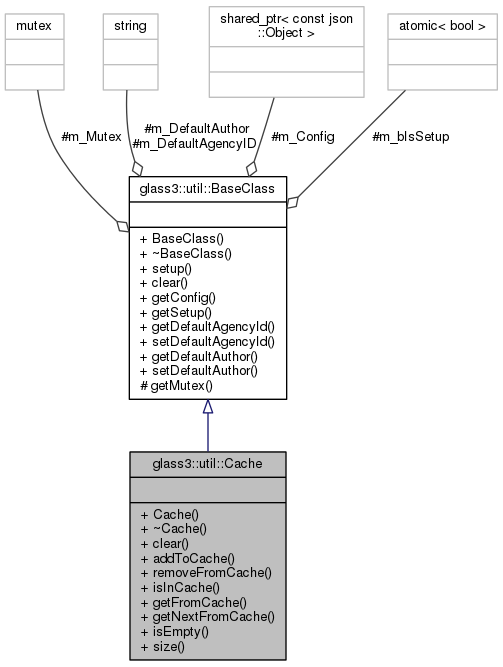 mutex
string
shared_ptr< const json
::Object >
atomic< bool >
#m_Mutex
#m_DefaultAuthor
#m_DefaultAgencyID
#m_Config
#m_bIsSetup
glass3::util::BaseClass
+ BaseClass()
+ ~BaseClass()
+ setup()
+ clear()
+ getConfig()
+ getSetup()
+ getDefaultAgencyId()
+ setDefaultAgencyId()
+ getDefaultAuthor()
+ setDefaultAuthor()
# getMutex()
glass3::util::Cache
+ Cache()
+ ~Cache()
+ clear()
+ addToCache()
+ removeFromCache()
+ isInCache()
+ getFromCache()
+ getNextFromCache()
+ isEmpty()
+ size()